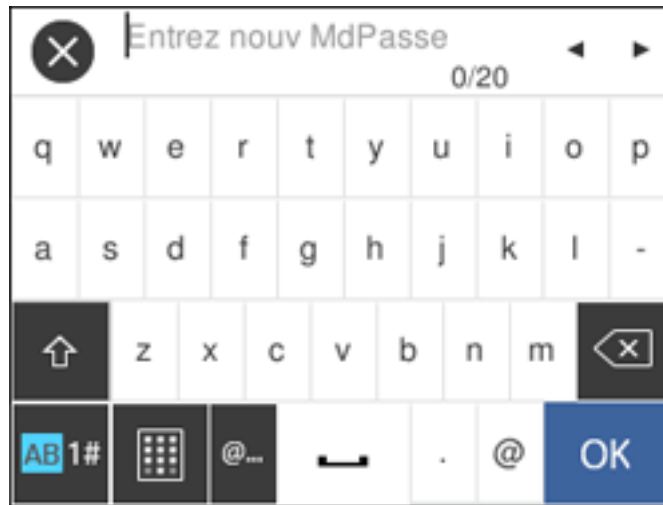 Entrez nouv MdPasse
0/20
q w e r t y u i o p
a s d f g h j k l -
z x c v b n m
AB 1# @... . @ OK